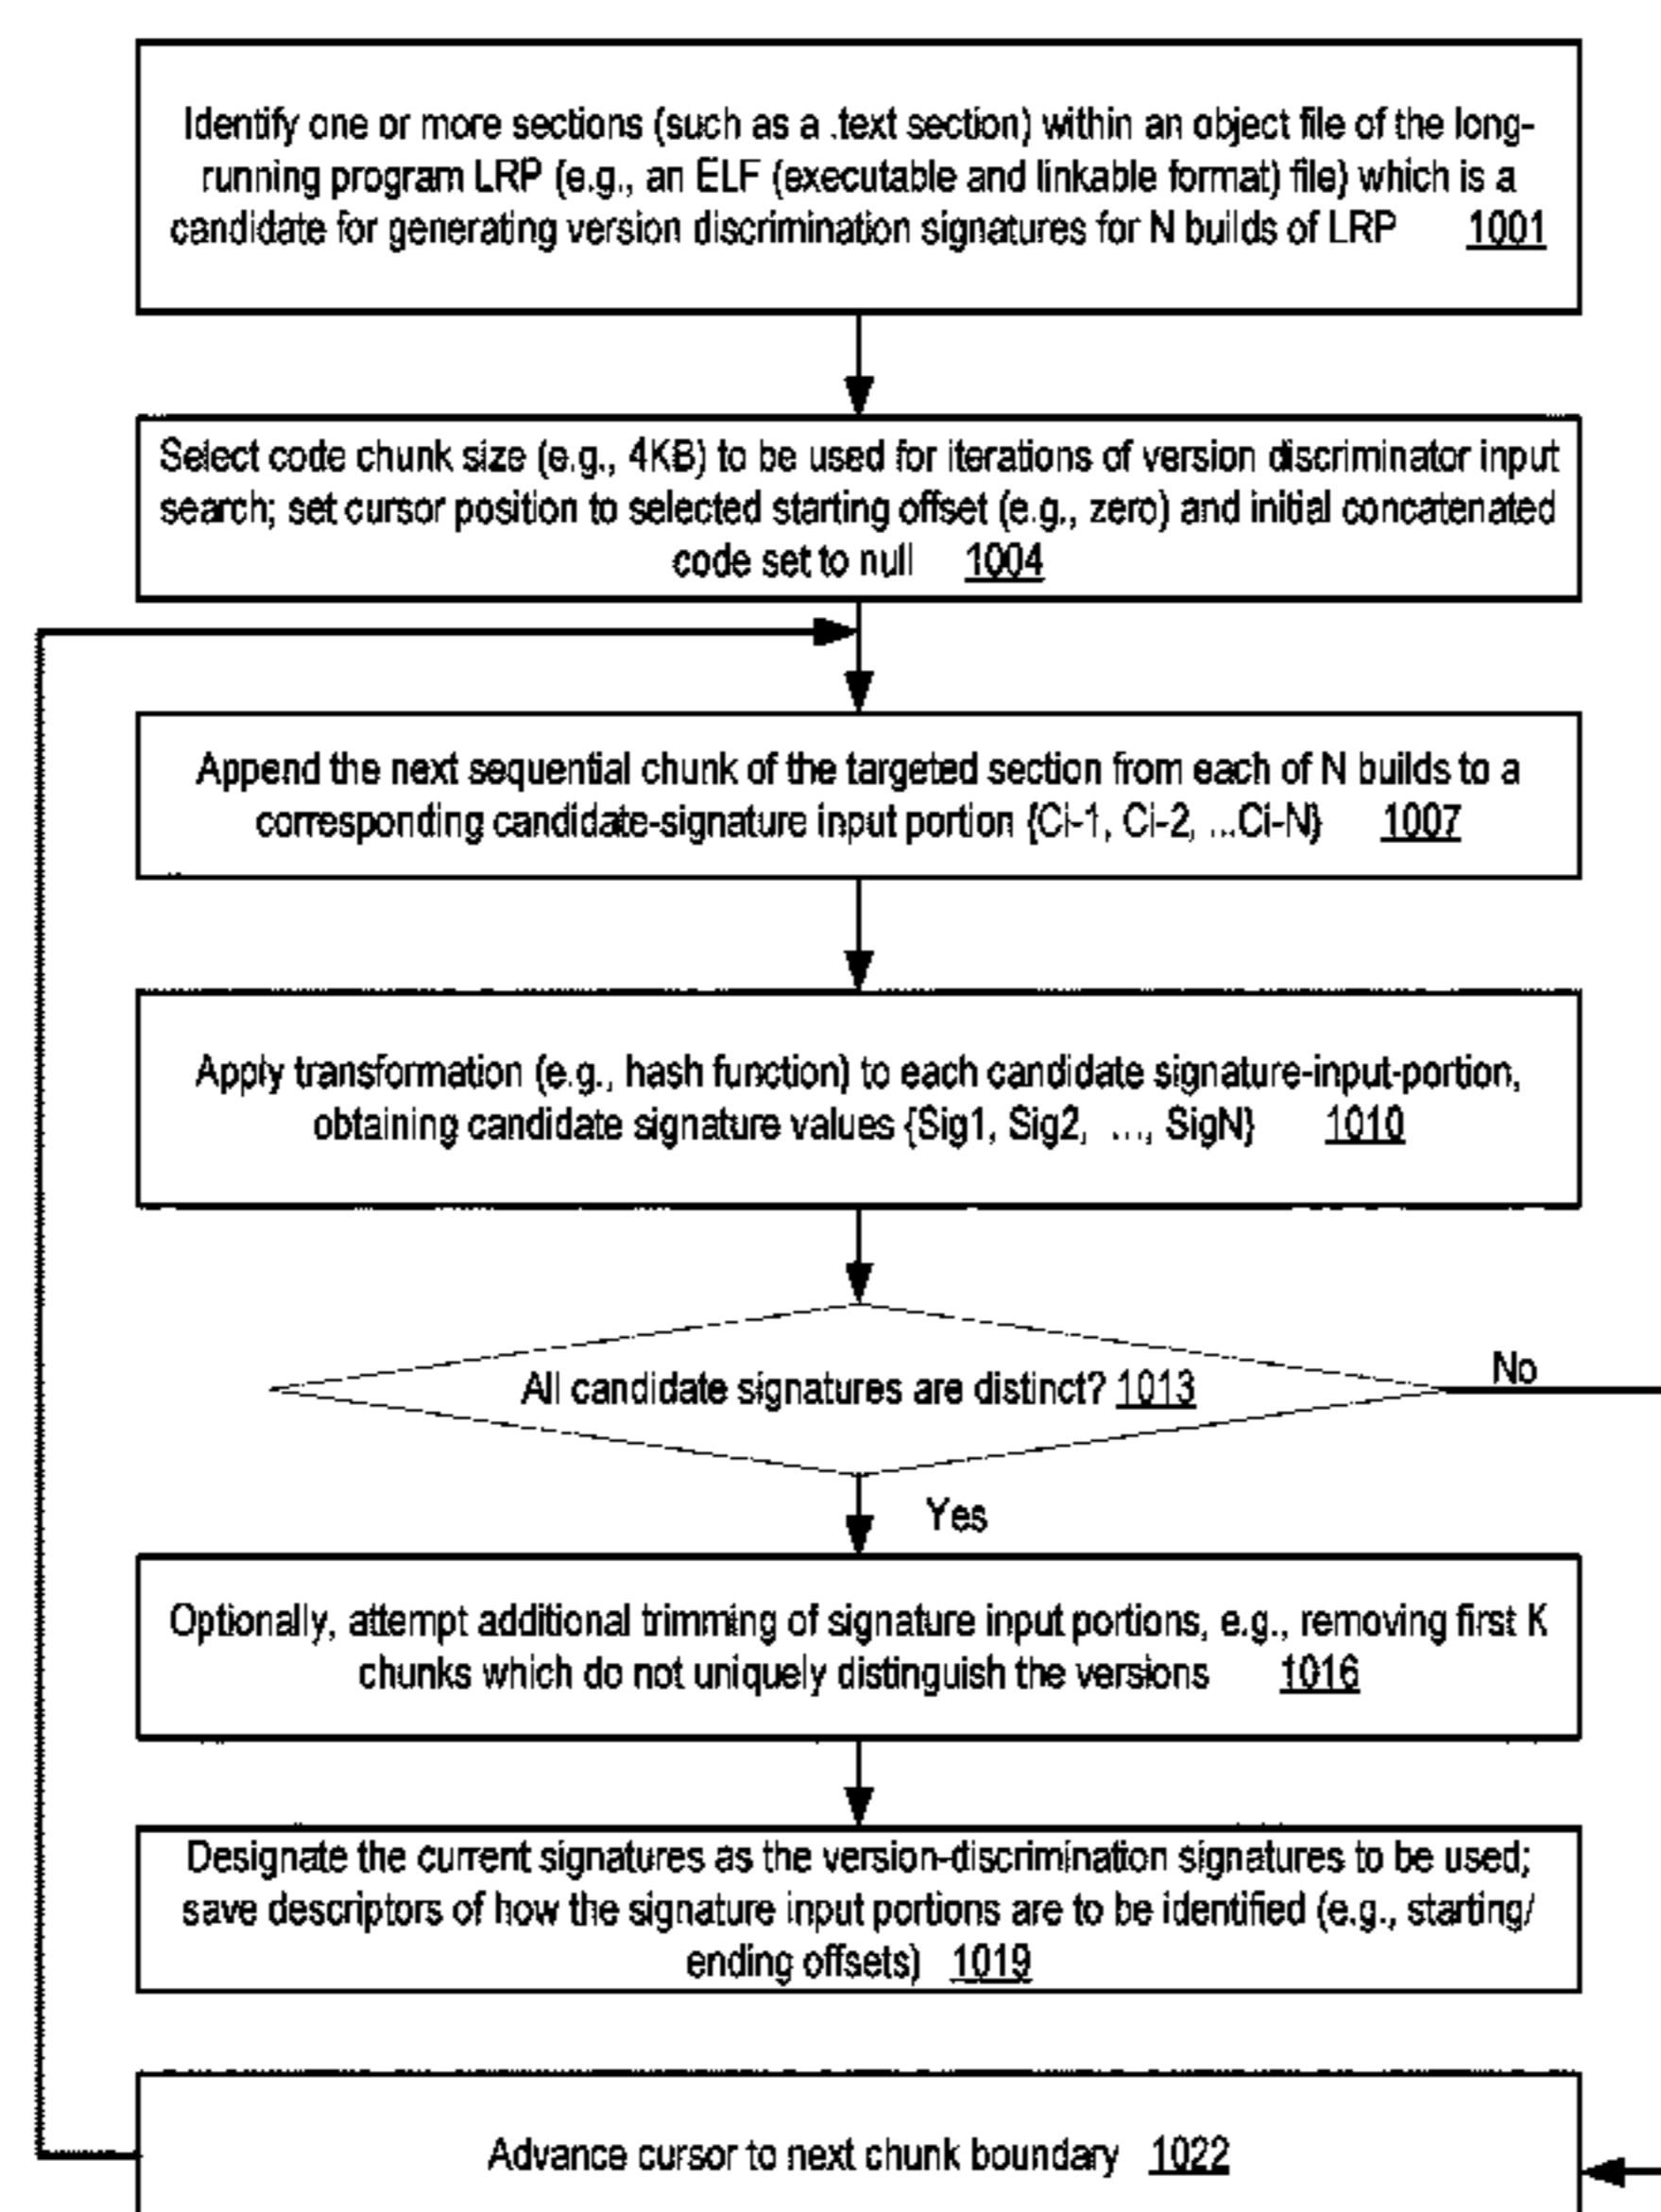 Identify one or more sections (such as a .text section) within an object file of the long-
running program LRP (e.g., an ELF (executable and linkable format) file) which is a
candidate for generating version discrimination signatures for N builds of LRP 1001
Select code chunk size (e.g., 4KB) to be used for iterations of version discriminator input
search; set cursor position to selected starting offset (e.g., zero) and initial concatenated
code set to null 1004
Append the next sequential chunk of the targeted section from each of N builds to a
corresponding candidate-signature input portion {Ci-1, Ci-2, ...Ci-N} 1007
Apply transformation (e.g., hash function) to each candidate signature-input-portion,
obtaining candidate signature values {Sig1, Sig2, ..., SigN} 1010
All candidate signatures are distinct? 1013
No
Yes
Optionally, attempt additional trimming of signature input portions, e.g., removing first K
chunks which do not uniquely distinguish the versions 1016
Designate the current signatures as the version-discrimination signatures to be used;
save descriptors of how the signature input portions are to be identified (e.g., starting/
ending offsets) 1019
Advance cursor to next chunk boundary 1022